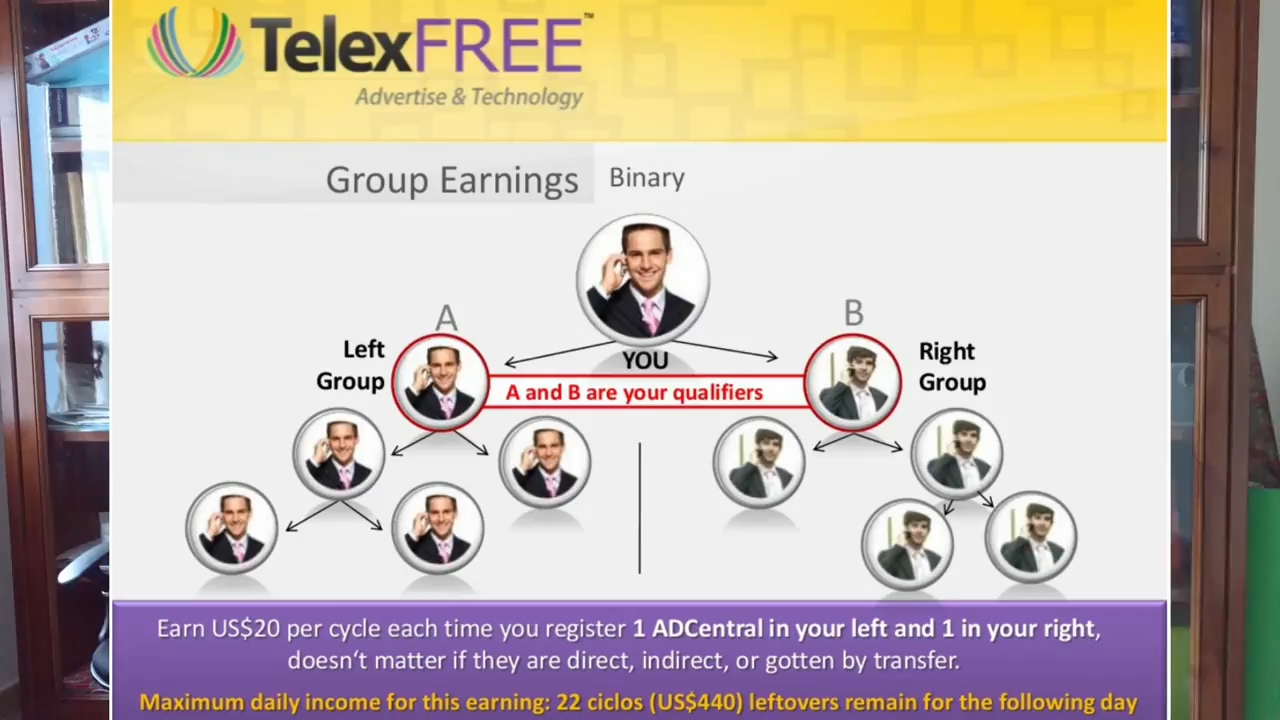 TelexFREE™
Advertise & Technology
Group Earnings Binary
A
B
Left
Group
YOU
Right
Group
A and B are your qualifiers
Earn US$20 per cycle each time you register 1 ADCentral in your left and 1 in your right,
doesn‘t matter if they are direct, indirect, or gotten by transfer.
Maximum daily income for this earning: 22 ciclos (US$440) leftovers remain for the following day